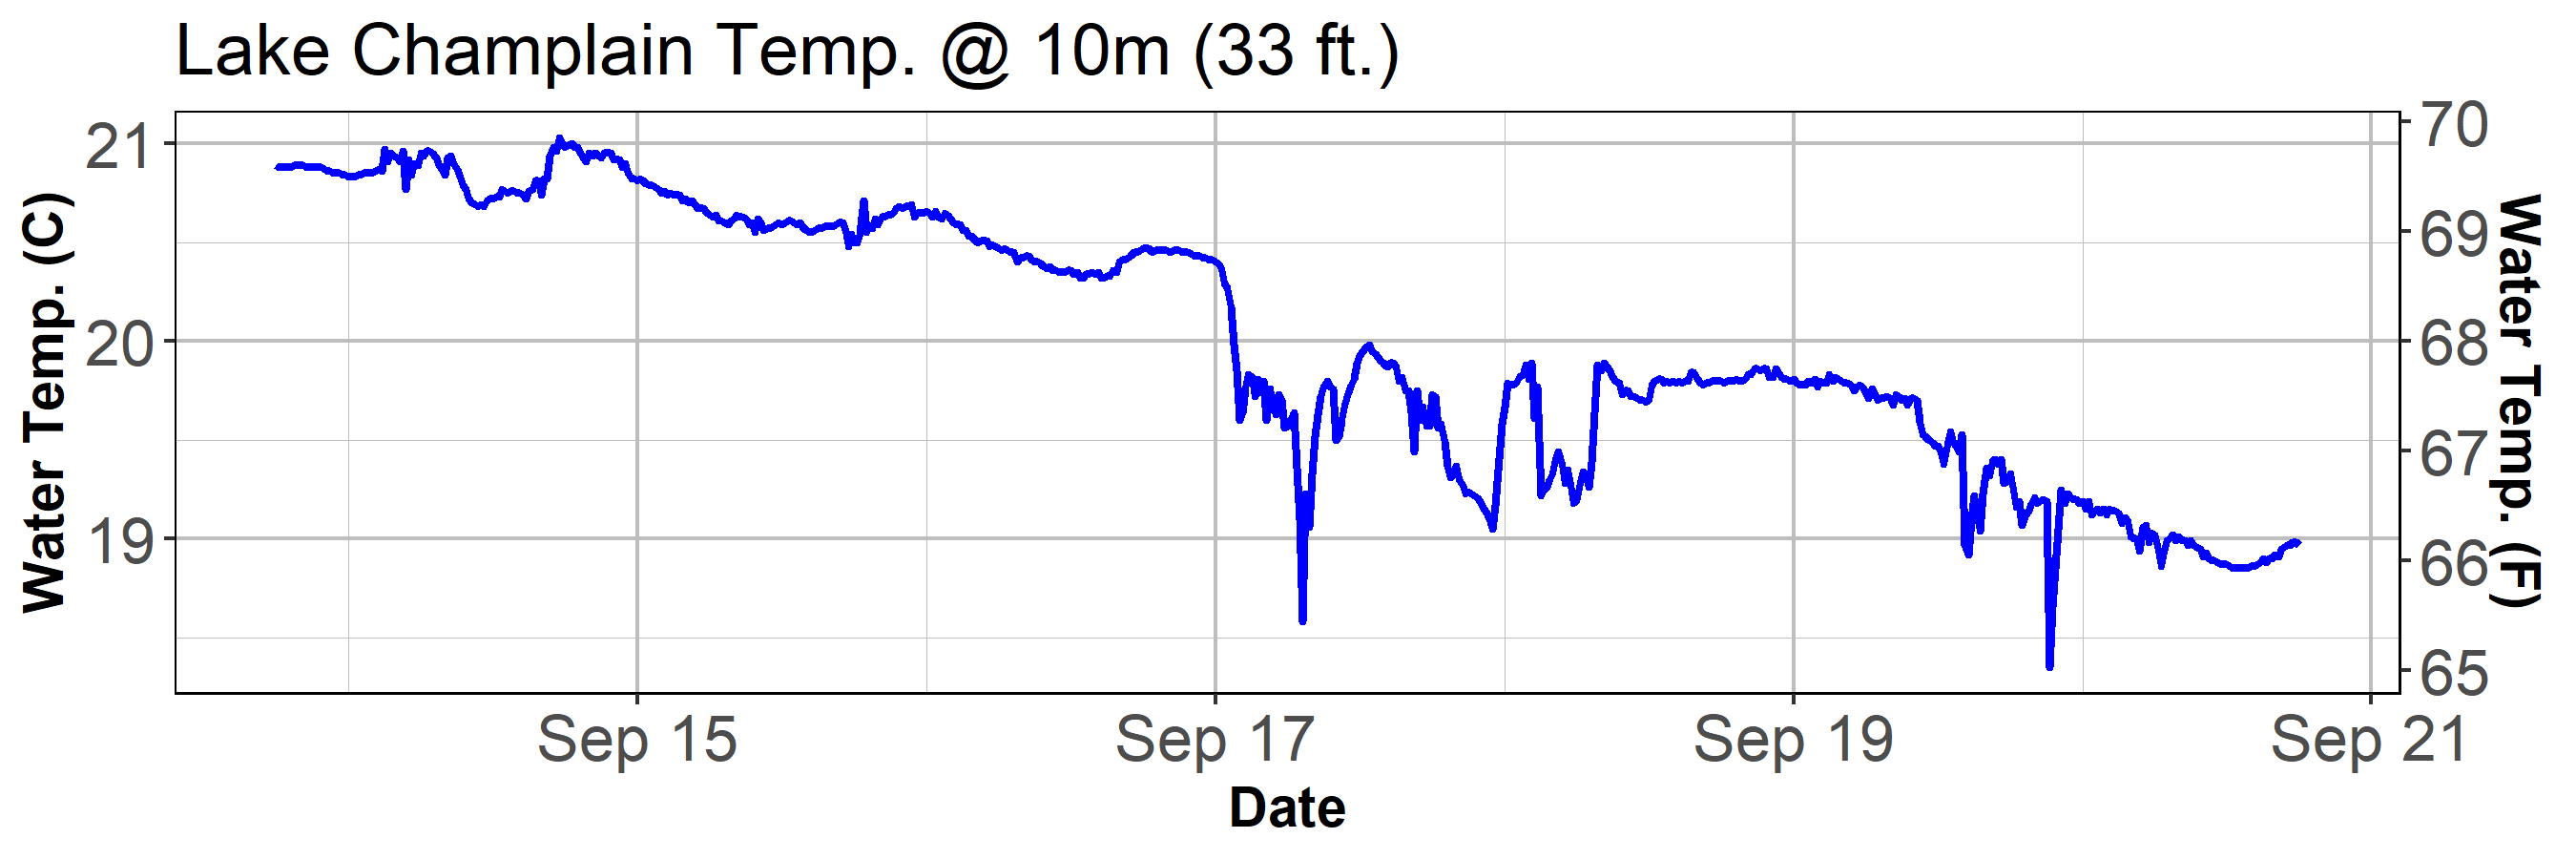 Lake Champlain Temp. @ 10m (33 ft.)
Water Temp. (C)
21
20
19
70
69
68
67
66
65
Water Temp. (F)
Sep 15
Sep 17
Sep 19
Sep 21
Date